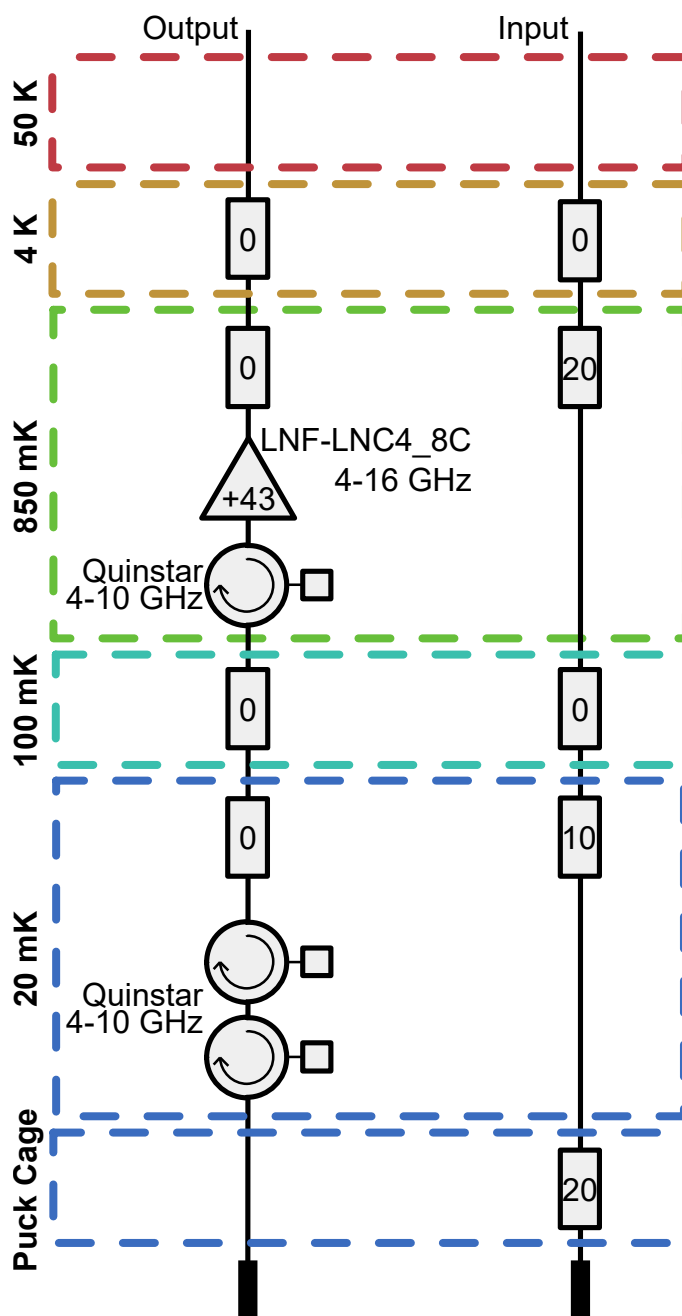 Output
Input
50 K
4 K
0
0
850 mK
0
20
LNF-LNC4_8C
4-16 GHz
+43
Quinstar
4-10 GHz
100 mK
0
0
20 mK
0
10
Quinstar
4-10 GHz
Puck Cage
20